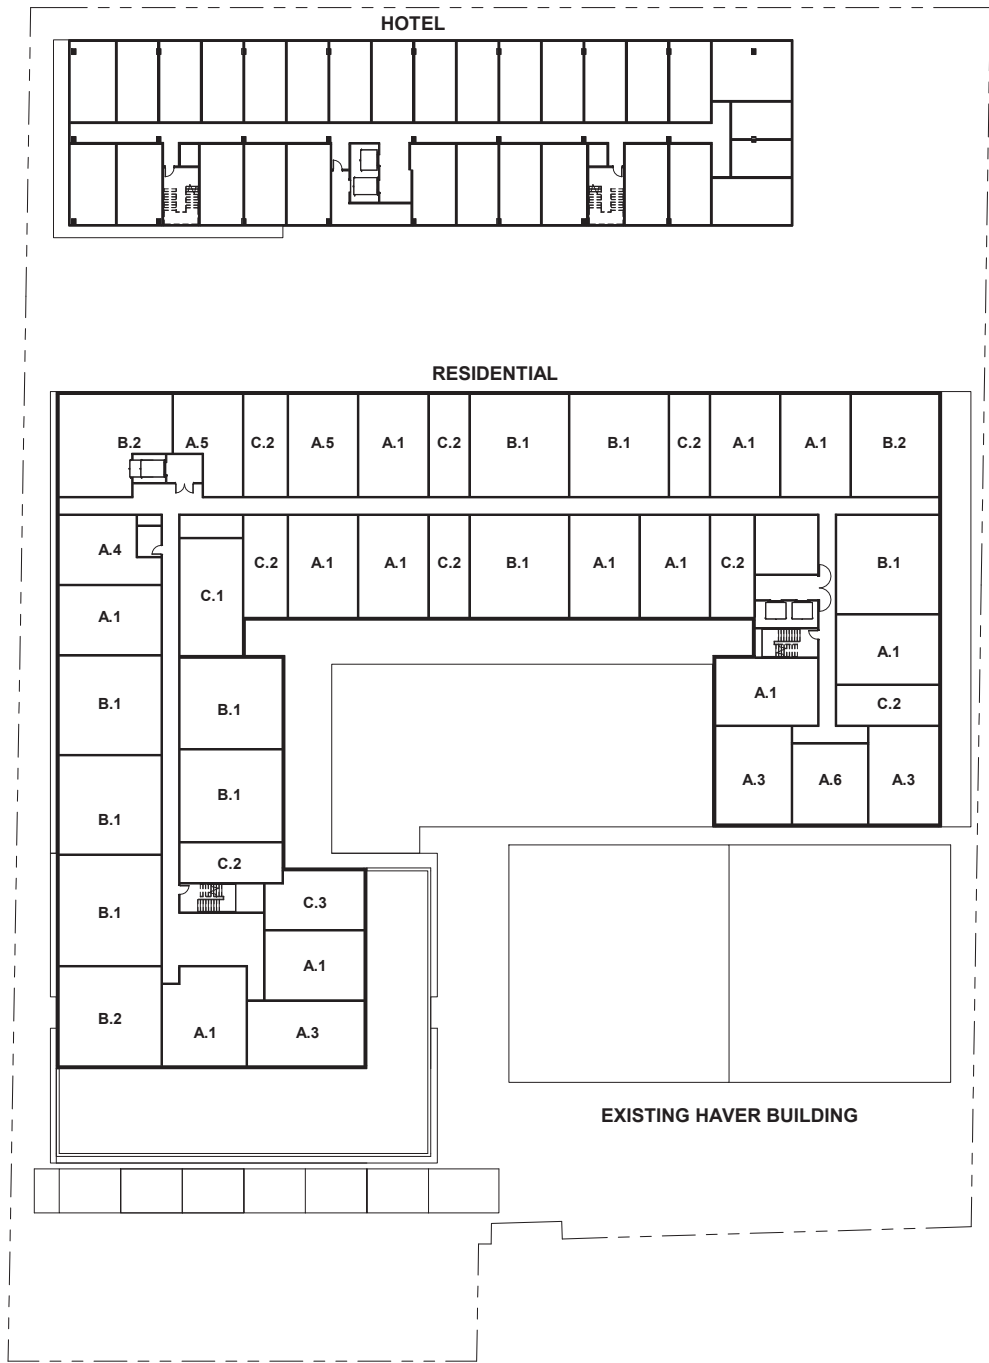 HOTEL
RESIDENTIAL
B.2 A.5 C.2 A.5 A.1 C.2 B.1 B.1 C.2 A.1 A.1 B.2
A.4 C.2 A.1 A.1 C.2 B.1 A.1 A.1 C.2 B.1
C.1
A.1
A.1
A.1
B.1 B.1 C.2
A.3 A.6 A.3
B.1 B.1
C.2
B.1 C.3
A.1
B.2 A.1 A.3
EXISTING HAVER BUILDING